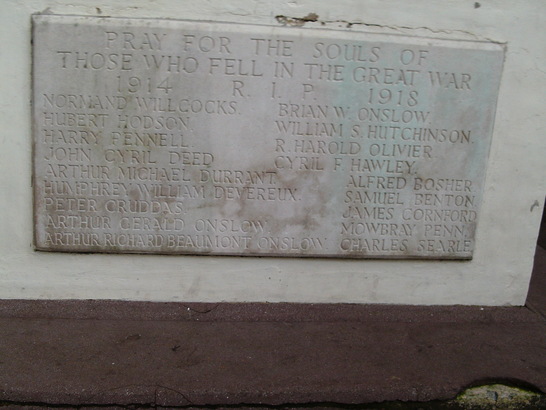 PRAY FOR THE SOULS OF
THOSE WHO FELL IN THE GREAT WAR
1914 R. I. P. 1918
NORMAND WILLCOCKS.
HUBERT HODSON.
HARRY FENNELL.
JOHN CYRIL DEED
ARTHUR MICHAEL DURRANT.
HUMPHREY WILLIAM DEVEREUX.
PETER CRUDDAS
ARTHUR GERALD ONSLOW
ARTHUR RICHARD BEAUMONT ONSLOW
BRIAN W. ONSLOW.
WILLIAM S. HUTCHINSON.
R. HAROLD OLIVIER
CYRIL F HAWLEY.
ALFRED BOSHER
SAMUEL BENTON
JAMES CORNFORD
MOWBRAY PENN.
CHARLES SEARLE